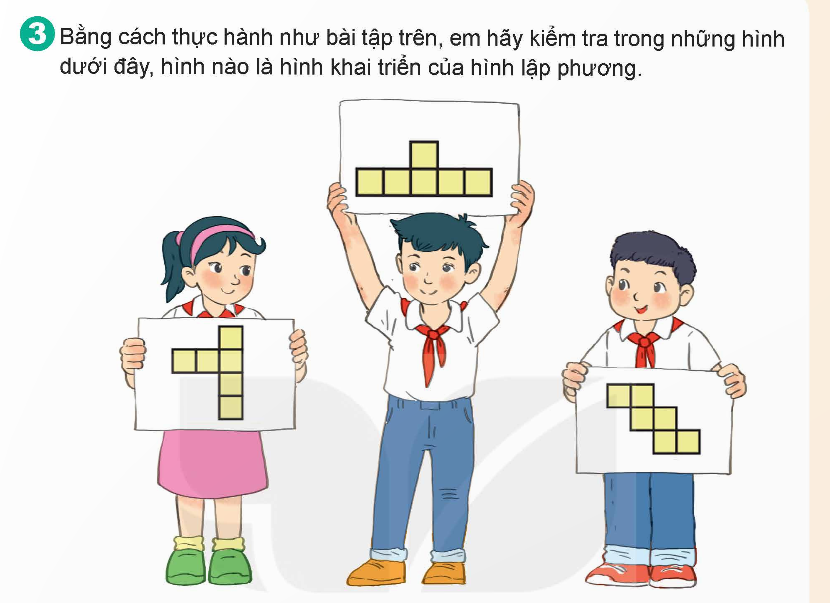 3 Bằng cách thực hành như bài tập trên, em hãy kiểm tra trong những hình
dưới đây, hình nào là hình khai triển của hình lập phương.